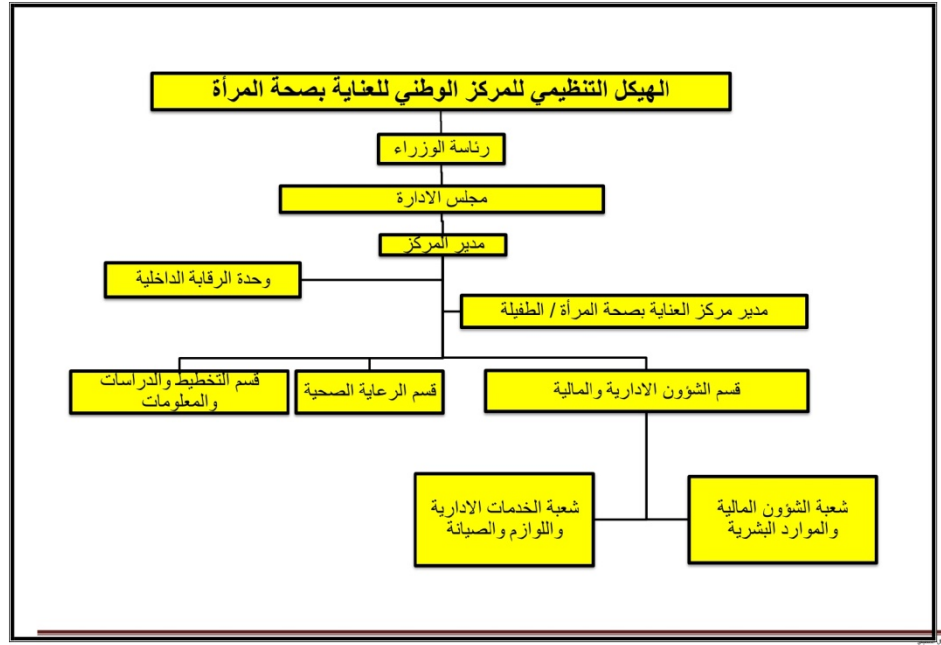 الهيكل التنظيمي للمركز الوطني للعناية بصحة المرأة
رئاسة الوزراء
مجلس الادارة
مدير المركز
وحدة الرقابة الداخلية
مدير مركز العناية بصحة المرأة / الطفيلة
قسم الشؤون الادارية والمالية
قسم الرعاية الصحية
قسم التخطيط والدراسات
والمعلومات
شعبة الشؤون المالية
والموارد البشرية
شعبة الخدمات الادارية
واللوازم والصيانة